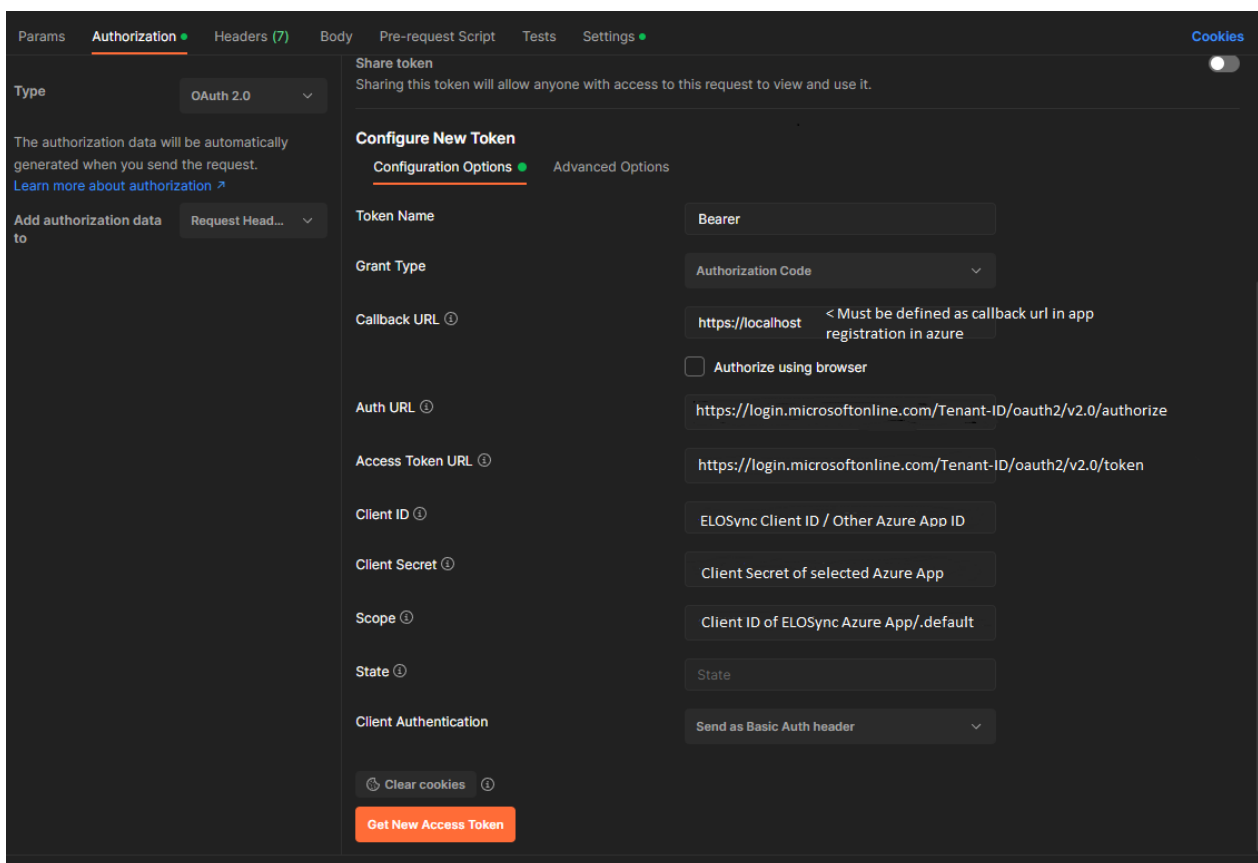 Params Authorization Headers (7) Body Pre-request Script Tests Settings Cookies
Type
OAuth 2.0
The authorization data will be automatically
generated when you send the request.
Learn more about authorization ↗
Add authorization data
to
Request Head...
Share token
Sharing this token will allow anyone with access to this request to view and use it.
Configure New Token
Configuration Options Advanced Options
Token Name
Bearer
Grant Type
Authorization Code
Callback URL
https://localhost
< Must be defined as callback url in app
registration in azure
Authorize using browser
Auth URL
https://login.microsoftonline.com/Tenant-ID/oauth2/v2.0/authorize
Access Token URL
https://login.microsoftonline.com/Tenant-ID/oauth2/v2.0/token
Client ID
ELOSync Client ID / Other Azure App ID
Client Secret
Client Secret of selected Azure App
Scope
Client ID of ELOSync Azure App/.default
State
State
Client Authentication
Send as Basic Auth header
Clear cookies
Get New Access Token